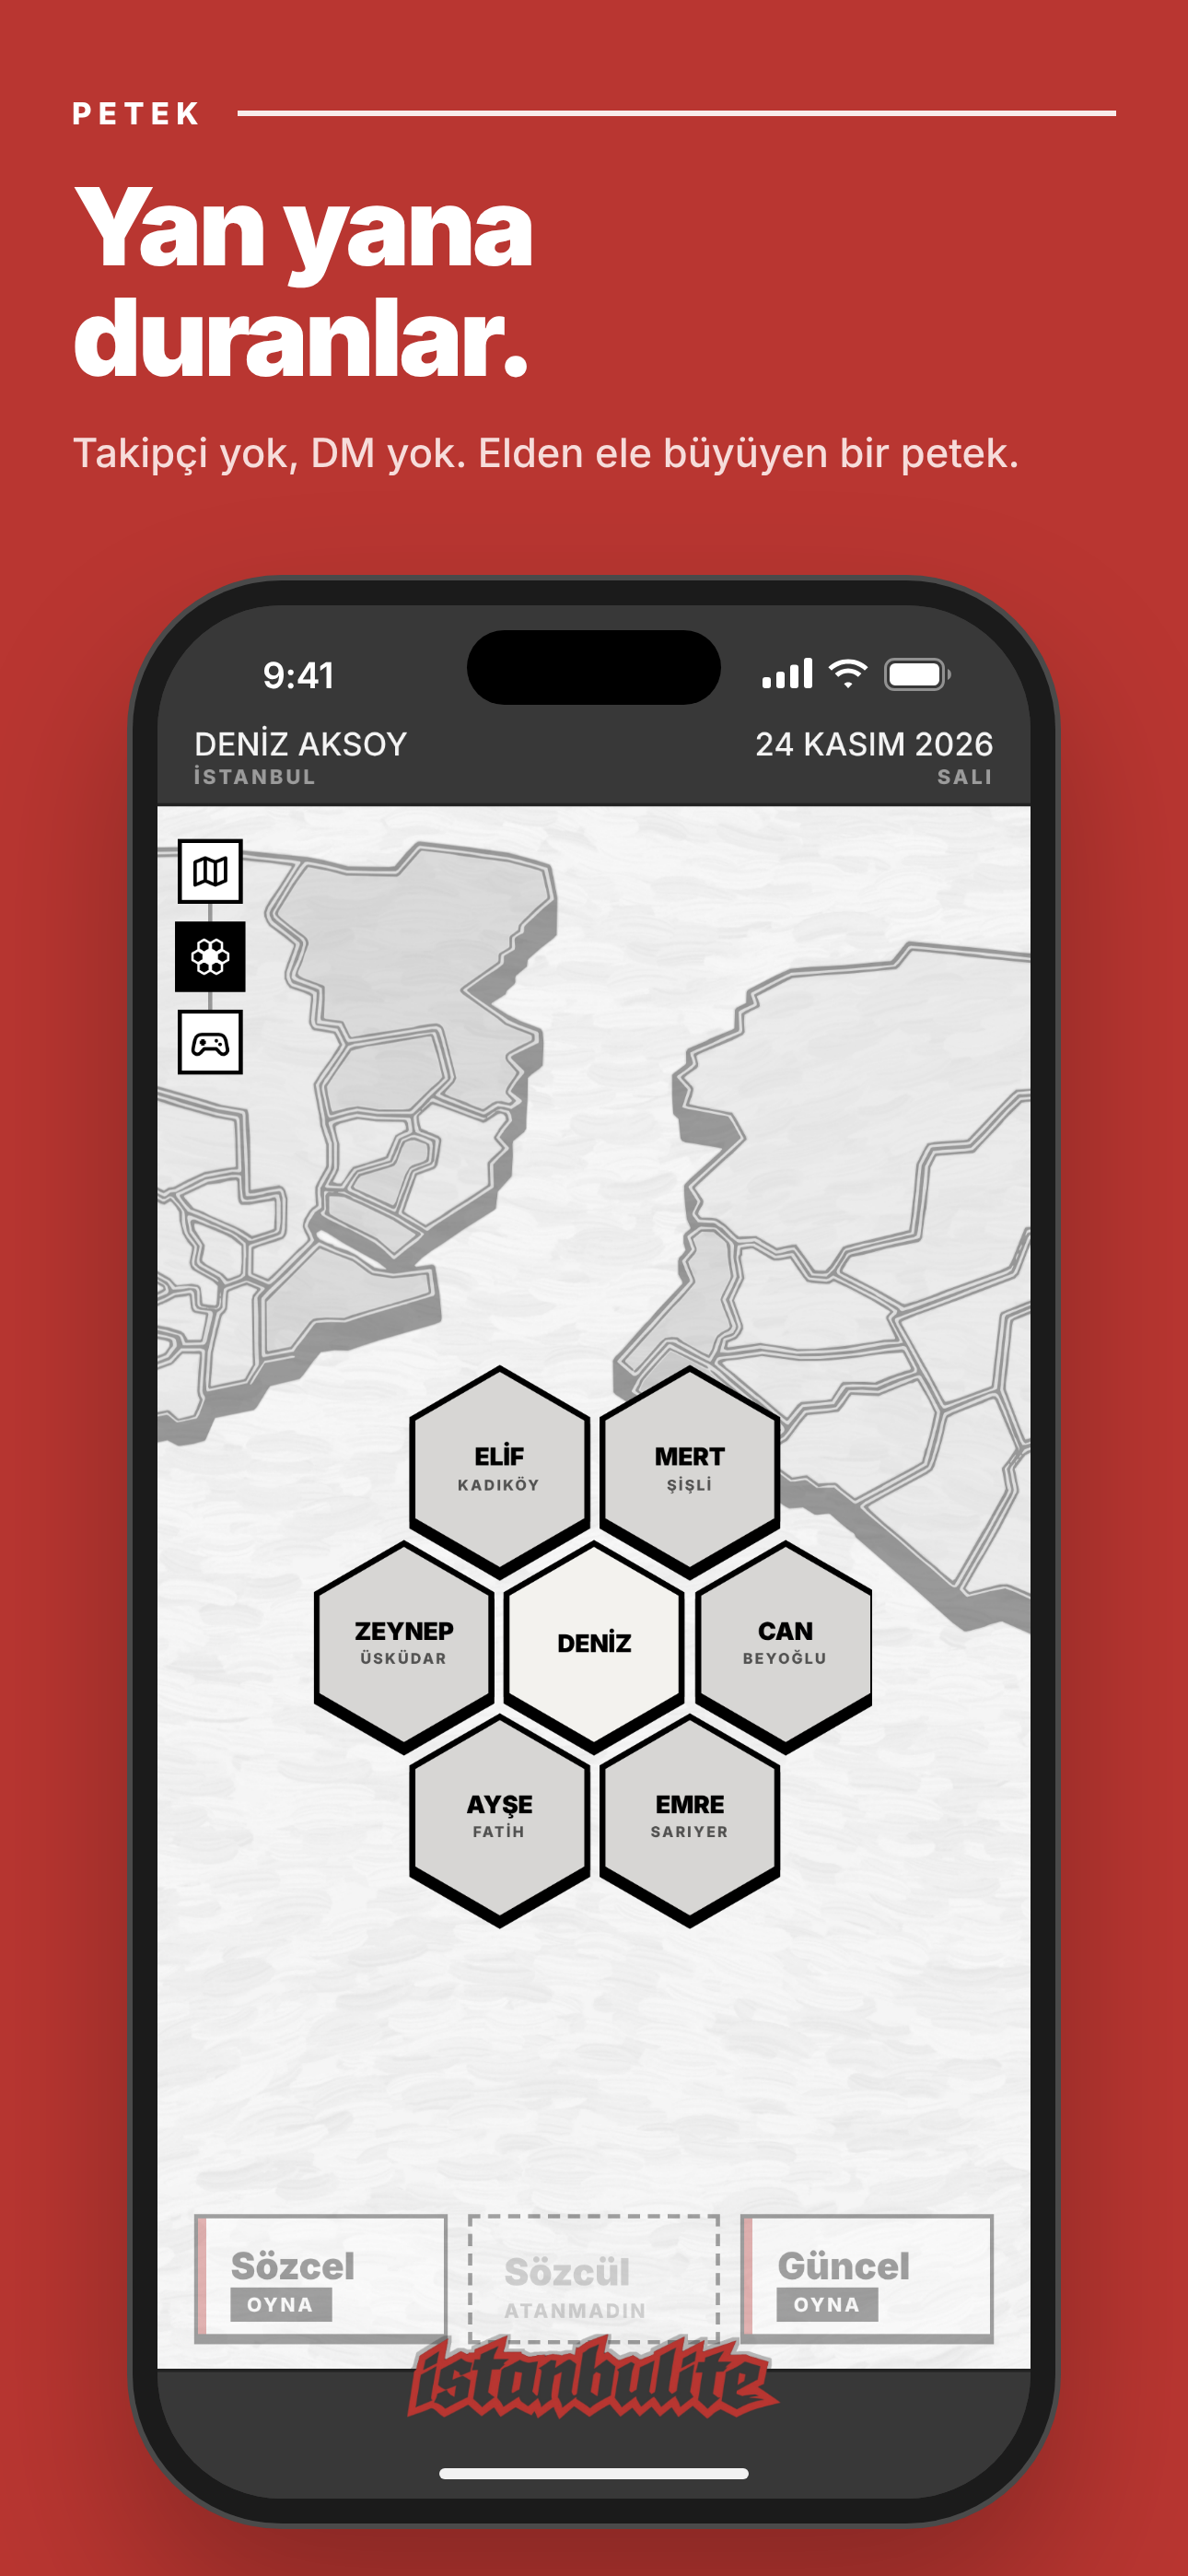 PETEK
Yan yana
duranlar.
Takipçi yok, DM yok. Elden ele büyüyen bir petek.
9:41
DENİZ AKSOY
24 KASIM 2026
İSTANBUL
SALI
ELİF
KADIKÖY
MERT
ŞİŞLİ
ZEYNEP
ÜSKÜDAR
DENİZ
CAN
BEYOĞLU
AYŞE
FATİH
EMRE
SARIYER
Sözcel
OYNA
Sözcül
ATANMADIN
Güncel
OYNA
istanbulite